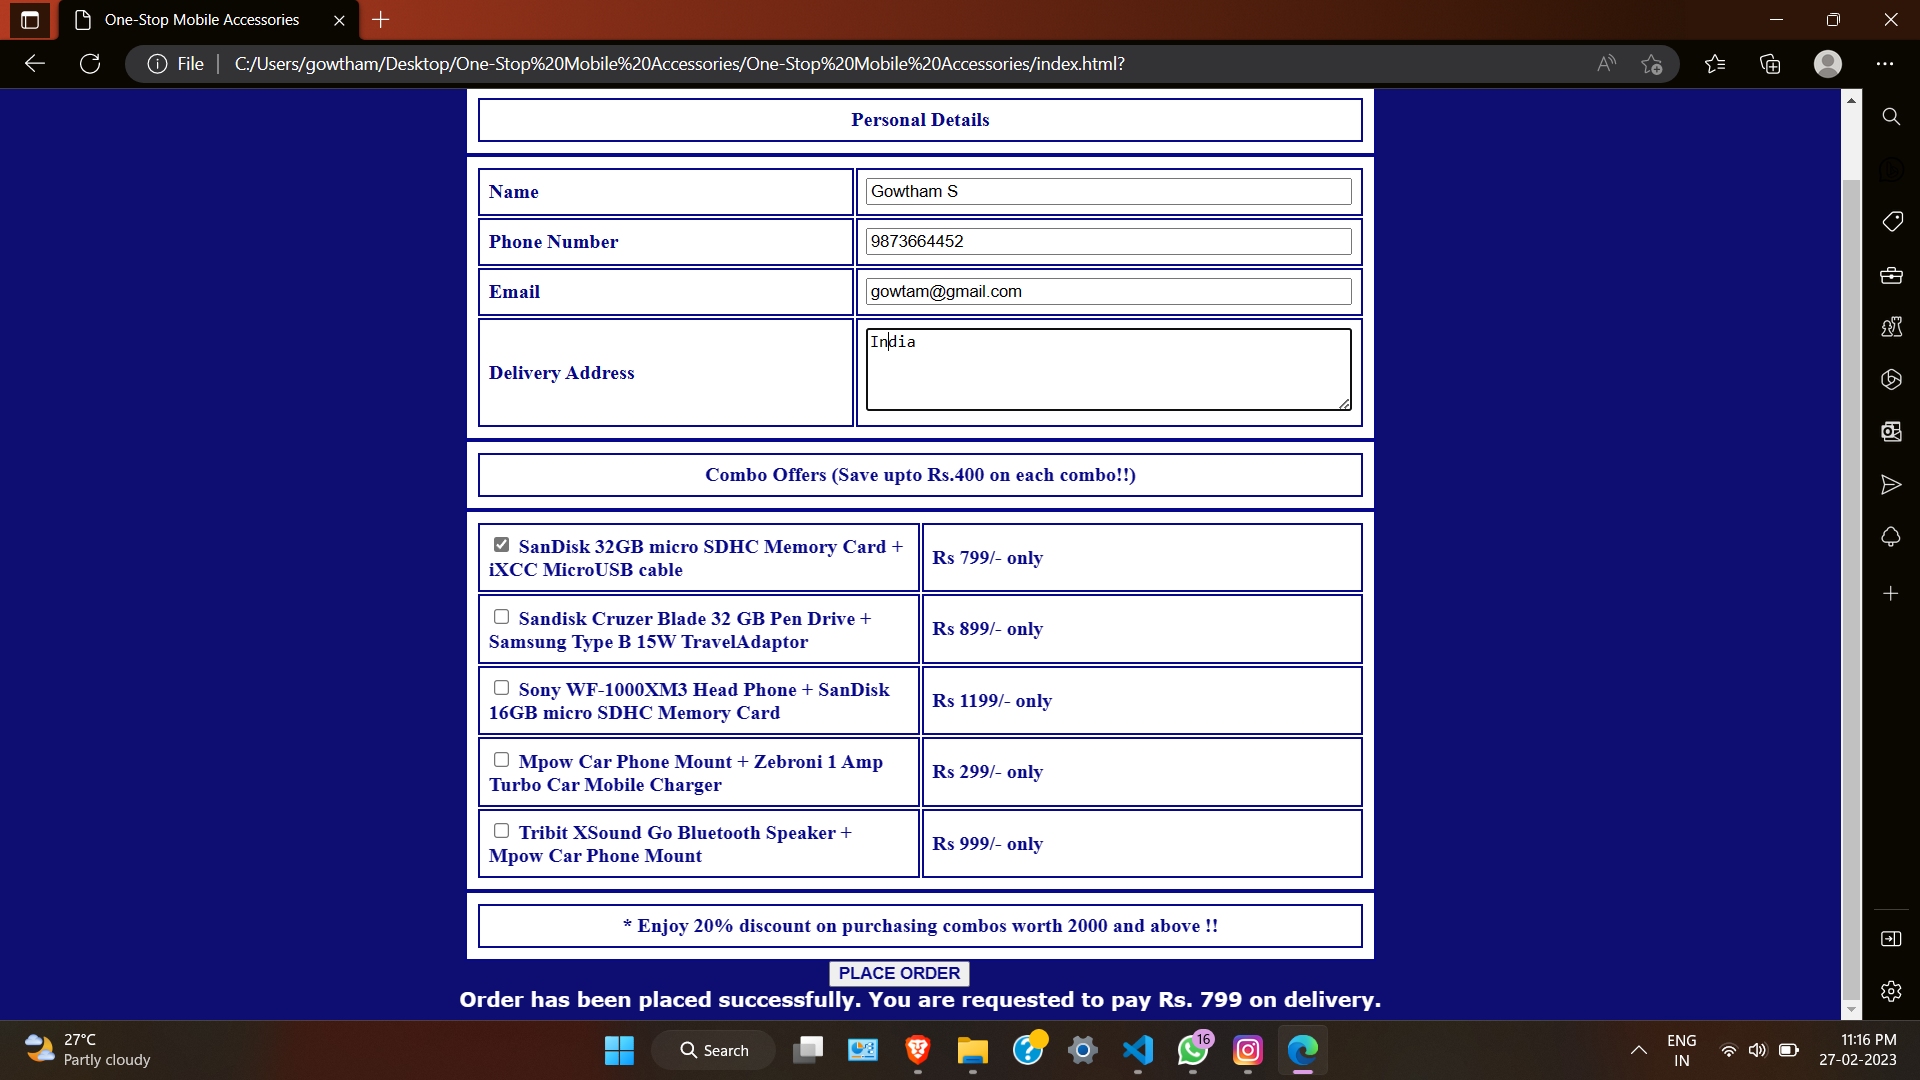 One-Stop Mobile Accessories
File
C:/Users/gowtham/Desktop/One-Stop%20Mobile%20Accessories/One-Stop%20Mobile%20Accessories/index.html?
Personal Details
Name
Gowtham S
Phone Number
9873664452
Email
gowtam@gmail.com
Delivery Address
India
Combo Offers (Save upto Rs.400 on each combo!!)
SanDisk 32GB micro SDHC Memory Card +
iXCC MicroUSB cable
Rs 799/- only
Sandisk Cruzer Blade 32 GB Pen Drive +
Samsung Type B 15W TravelAdaptor
Rs 899/- only
Sony WF-1000XM3 Head Phone + SanDisk
16GB micro SDHC Memory Card
Rs 1199/- only
Mpow Car Phone Mount + Zebroni 1 Amp
Turbo Car Mobile Charger
Rs 299/- only
Tribit XSound Go Bluetooth Speaker +
Mpow Car Phone Mount
Rs 999/- only
* Enjoy 20% discount on purchasing combos worth 2000 and above !!
PLACE ORDER
Order has been placed successfully. You are requested to pay Rs. 799 on delivery.
27°C
Partly cloudy
Search
16
ENG
IN
11:16 PM
27-02-2023